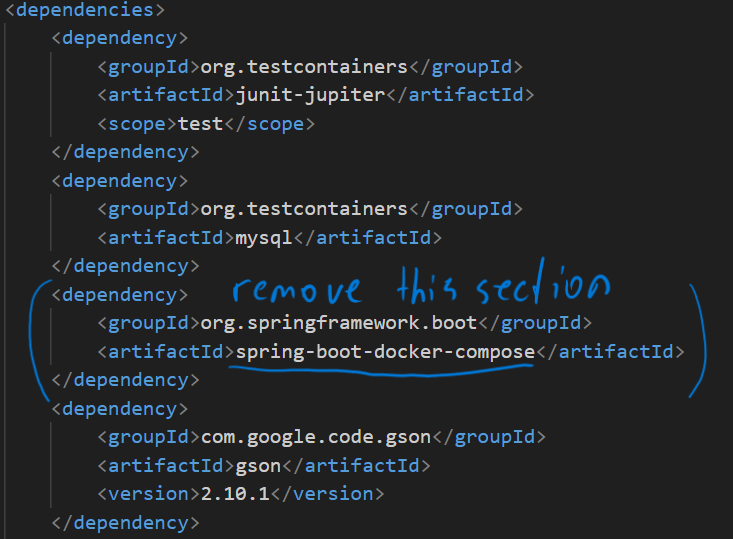 <dependencies>
<dependency>
<groupId>org.testcontainers</groupId>
<artifactId>junit-jupiter</artifactId>
<scope>test</scope>
</dependency>
<dependency>
<groupId>org.testcontainers</groupId>
<artifactId>mysql</artifactId>
</dependency>
remove this section
<dependency>
<groupId>org.springframework.boot</groupId>
<artifactId>spring-boot-docker-compose</artifactId>
</dependency>
<dependency>
<groupId>com.google.code.gson</groupId>
<artifactId>gson</artifactId>
<version>2.10.1</version>
</dependency>